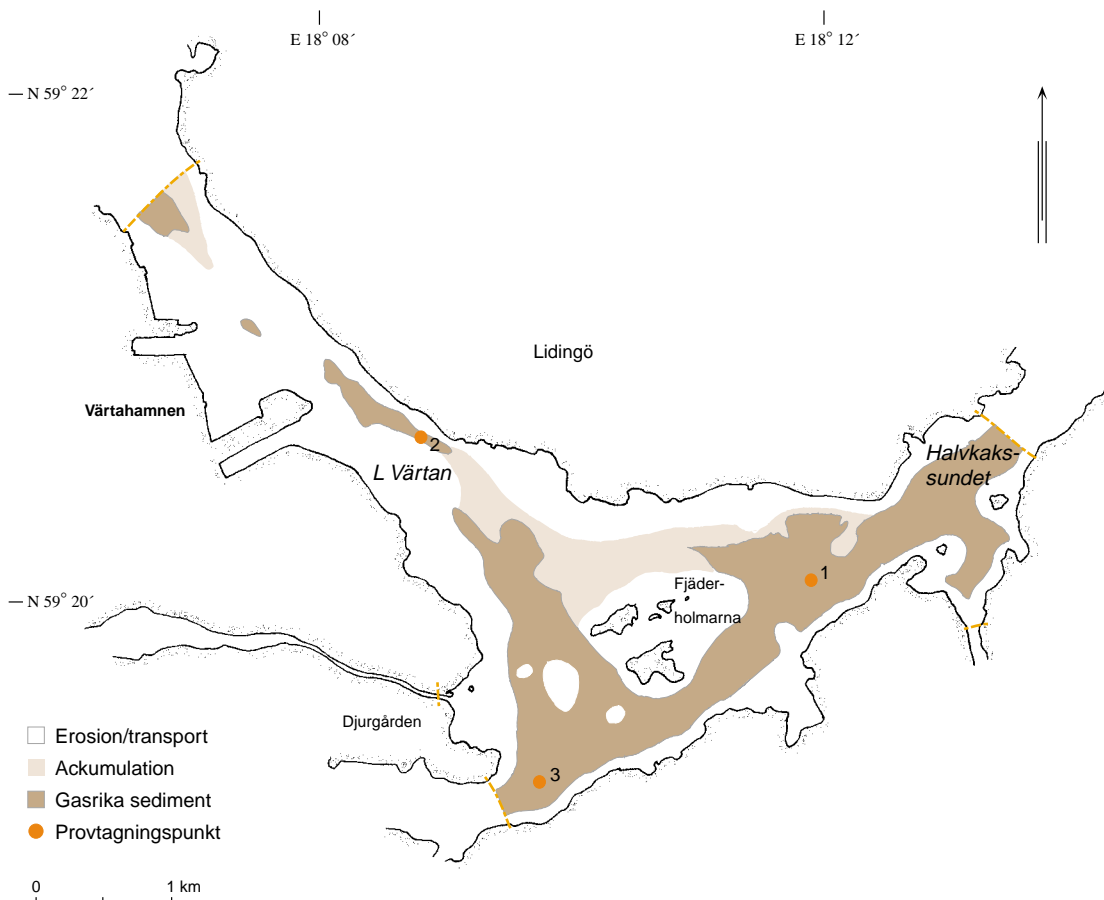 E 18° 08´
E 18° 12´
N 59° 22´
Lidingö
Värtahamnen
2
L Värtan
Halvkaks-
sundet
1
Fjäder-
holmarna
N 59° 20´
Djurgården
3
Erosion/transport
Ackumulation
Gasrika sediment
Provtagningspunkt
0
1 km